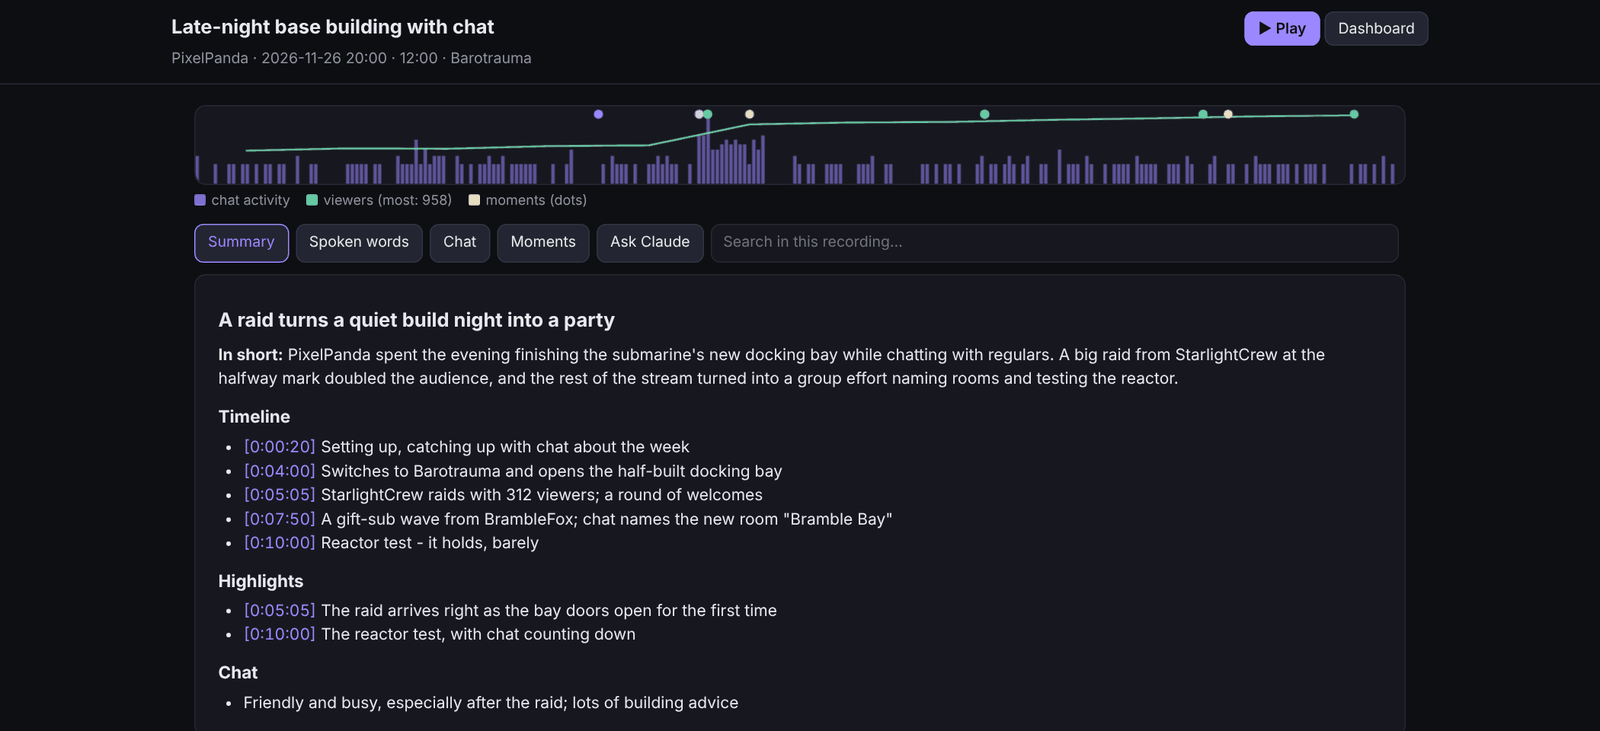 Late-night base building with chat
▶ Play
Dashboard
PixelPanda · 2026-11-26 20:00 · 12:00 · Barotrauma
chat activity
viewers (most: 958)
moments (dots)
Summary
Spoken words
Chat
Moments
Ask Claude
Search in this recording...
A raid turns a quiet build night into a party
In short: PixelPanda spent the evening finishing the submarine's new docking bay while chatting with regulars. A big raid from StarlightCrew at the
halfway mark doubled the audience, and the rest of the stream turned into a group effort naming rooms and testing the reactor.
Timeline
• [0:00:20] Setting up, catching up with chat about the week
• [0:04:00] Switches to Barotrauma and opens the half-built docking bay
• [0:05:05] StarlightCrew raids with 312 viewers; a round of welcomes
• [0:07:50] A gift-sub wave from BrambleFox; chat names the new room "Bramble Bay"
• [0:10:00] Reactor test - it holds, barely
Highlights
• [0:05:05] The raid arrives right as the bay doors open for the first time
• [0:10:00] The reactor test, with chat counting down
Chat
• Friendly and busy, especially after the raid; lots of building advice